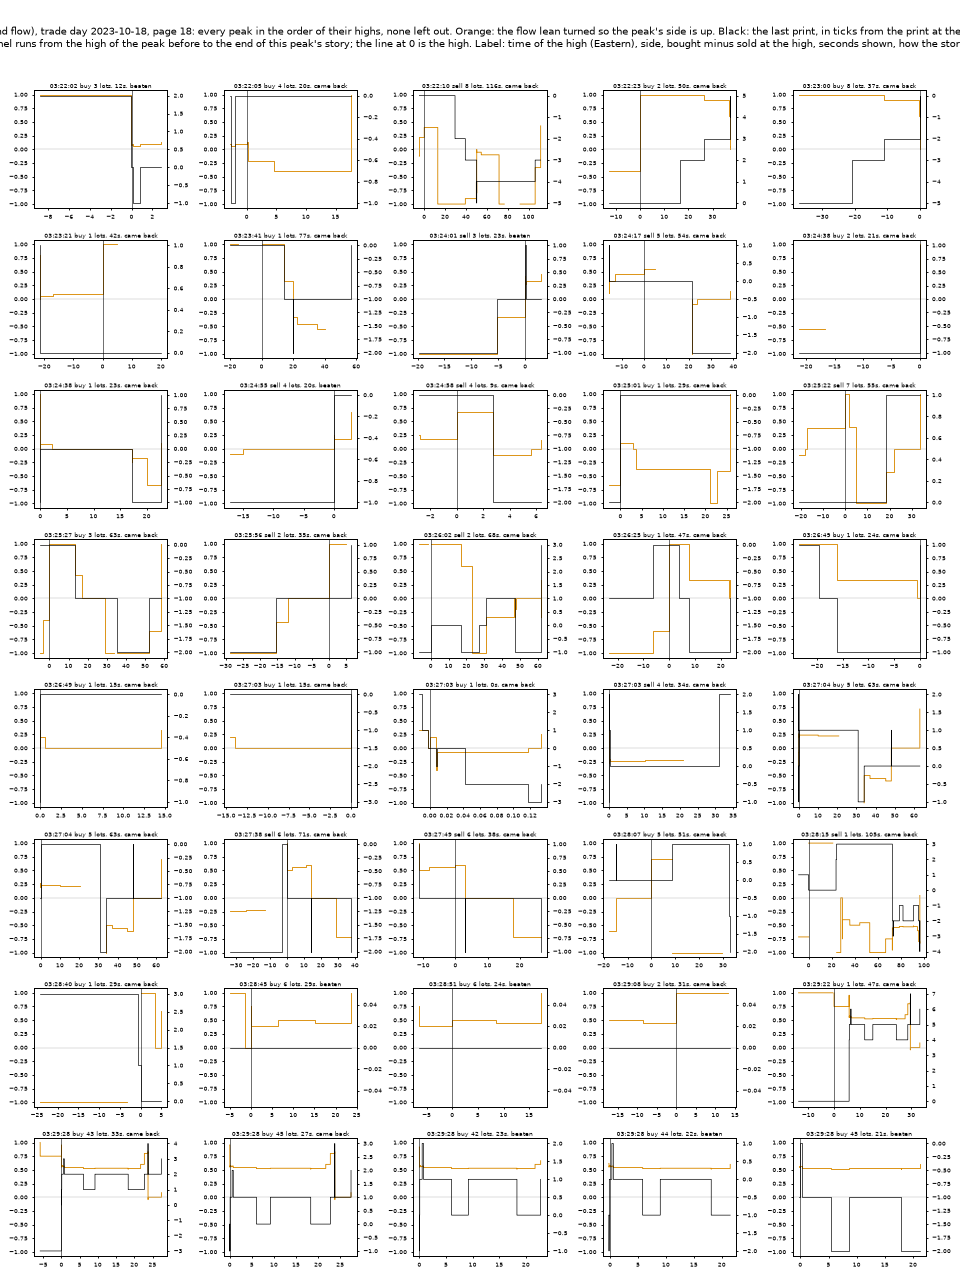 nd flow), trade day 2023-10-18, page 18: every peak in the order of their highs, none left out. Orange: the flow lean turned so the peak's side is up. Black: the last print, in ticks from the print at the
nel runs from the high of the peak before to the end of this peak's story; the line at 0 is the high. Label: time of the high (Eastern), side, bought minus sold at the high, seconds shown, how the stor
03:22:02 buy 3 lots. 12s. beaten
03:22:05 buy 4 lots. 20s. came back
03:22:10 sell 8 lots. 116s. came back
03:22:23 buy 2 lots. 50s. came back
03:23:00 buy 8 lots. 37s. came back
03:23:21 buy 1 lots. 42s. came back
03:23:41 buy 1 lots. 77s. came back
03:24:01 sell 3 lots. 23s. beaten
03:24:17 sell 5 lots. 54s. came back
03:24:38 buy 2 lots. 21s. came back
03:24:38 buy 1 lots. 23s. came back
03:24:55 sell 4 lots. 20s. beaten
03:24:58 sell 4 lots. 9s. came back
03:25:01 buy 1 lots. 29s. came back
03:25:22 sell 7 lots. 55s. came back
03:25:27 buy 3 lots. 63s. came back
03:25:56 sell 2 lots. 35s. came back
03:26:02 sell 2 lots. 68s. came back
03:26:25 buy 1 lots. 47s. came back
03:26:49 buy 1 lots. 24s. came back
03:26:49 buy 1 lots. 15s. came back
03:27:03 buy 1 lots. 15s. came back
03:27:03 buy 1 lots. 0s. came back
03:27:03 sell 4 lots. 34s. came back
03:27:04 buy 5 lots. 63s. came back
03:27:04 buy 5 lots. 63s. came back
03:27:38 sell 6 lots. 71s. came back
03:27:49 sell 6 lots. 38s. came back
03:28:07 buy 5 lots. 51s. came back
03:28:15 sell 1 lots. 105s. came back
03:28:40 buy 1 lots. 29s. came back
03:28:45 buy 6 lots. 29s. beaten
03:28:51 buy 6 lots. 24s. beaten
03:29:08 buy 2 lots. 31s. came back
03:29:22 buy 1 lots. 47s. came back
03:29:28 buy 43 lots. 33s. came back
03:29:28 buy 45 lots. 27s. came back
03:29:28 buy 42 lots. 23s. beaten
03:29:28 buy 44 lots. 22s. beaten
03:29:28 buy 45 lots. 21s. beaten